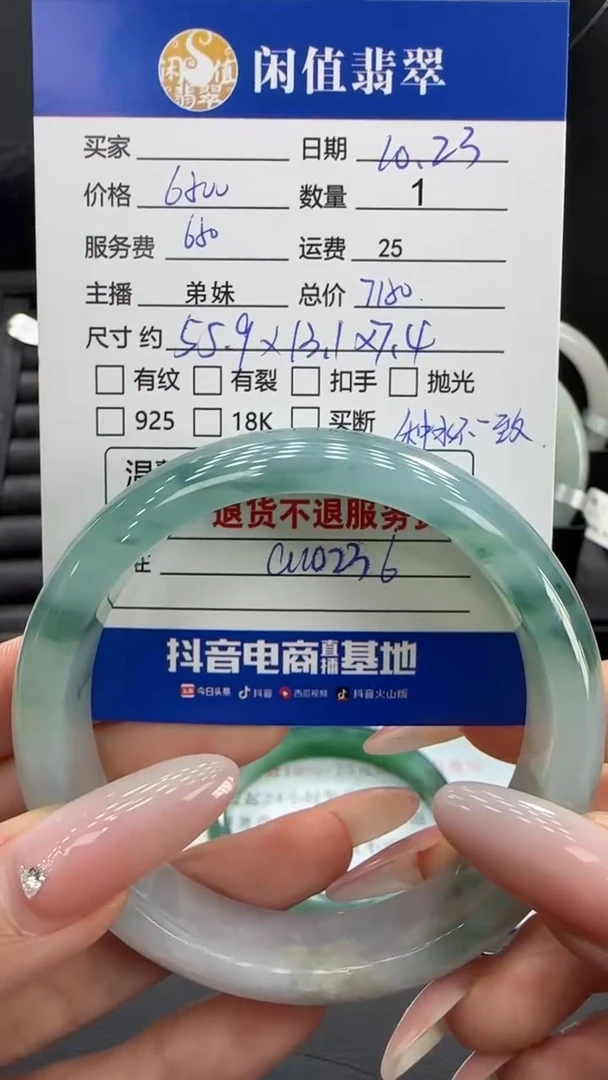 闲值翡翠
闲值翡翠
买家 日期 10.23
价格 数量 1
服务费 运费 25
主播 弟妹 总价 7180
尺寸 约 55.9×13.1×7.4
有纹 有裂 扣手 抛光
925 18K 买断 种水不一致
退货不退服务费
抖音电商直播基地
头条 今日头条 抖音 西瓜视频 抖音火山版